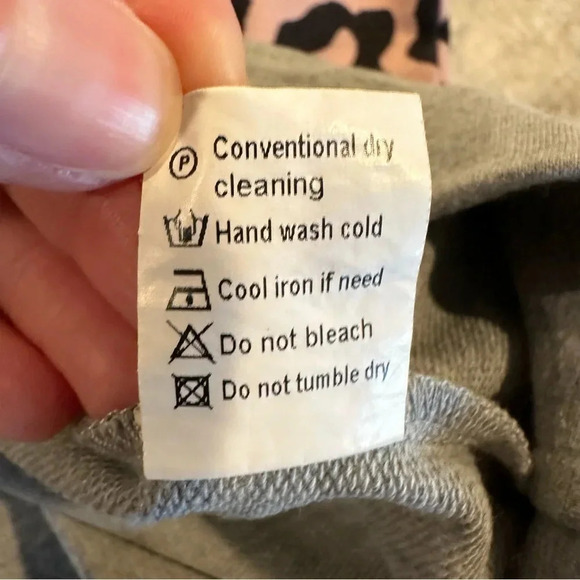 P Conventional dry
cleaning
Hand wash cold
Cool iron if need
Do not bleach
Do not tumble dry